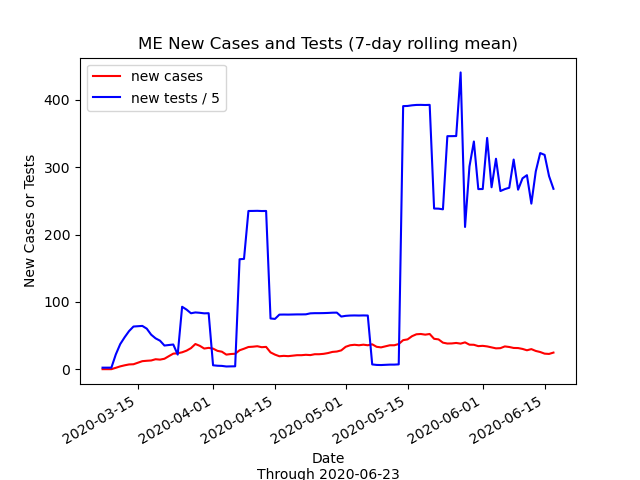 ME New Cases and Tests (7-day rolling mean)
new cases
new tests / 5
New Cases or Tests
400
300
200
100
0
2020-03-15
2020-04-01
2020-04-15
2020-05-01
2020-05-15
2020-06-01
2020-06-15
Date
Through 2020-06-23